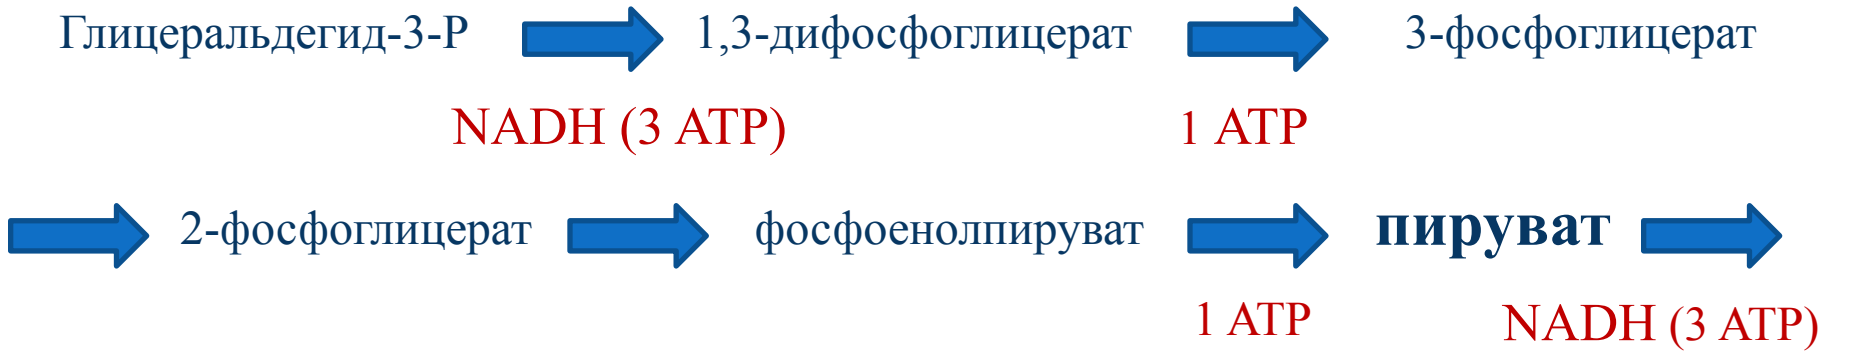 Глицеральдегид-3-Р 1,3-дифосфоглицерат 3-фосфоглицерат
NADH (3 ATP) 1 ATP
2-фосфоглицерат фосфоенолпируват пируват
1 ATP NADH (3 ATP)